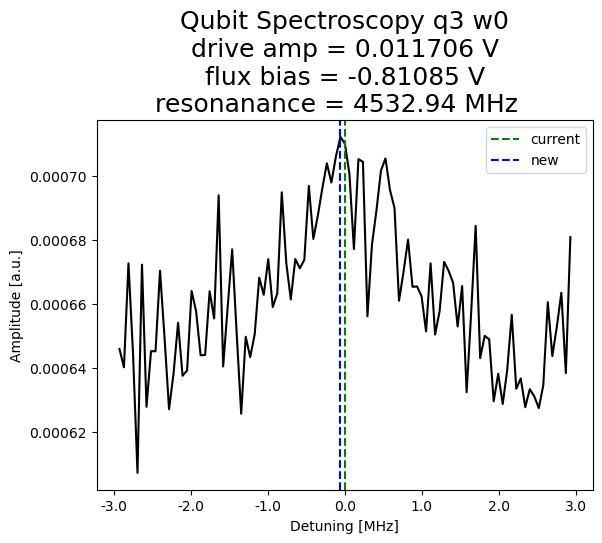 Qubit Spectroscopy q3 w0
drive amp = 0.011706 V
flux bias = -0.81085 V
resonanance = 4532.94 MHz
current
new
0.00070
0.00068
0.00066
0.00064
0.00062
Amplitude [a.u.]
-3.0 -2.0 -1.0 0.0 1.0 2.0 3.0
Detuning [MHz]